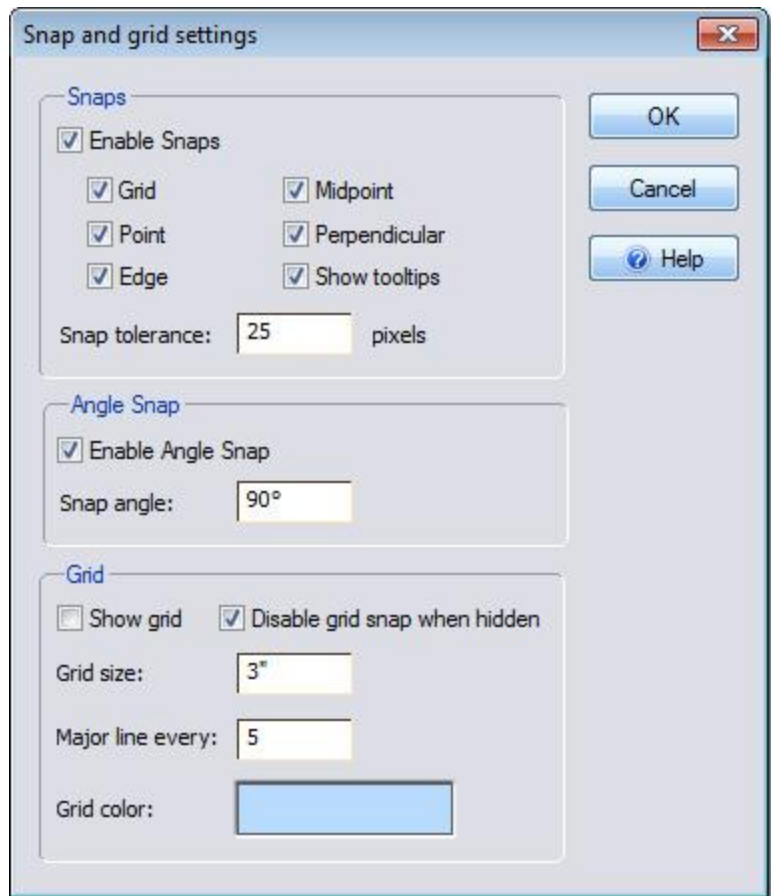 Snap and grid settings
Snaps
OK
Enable Snaps
Grid Midpoint
Cancel
Point Perpendicular
Edge Show tooltips
Help
Snap tolerance: 25 pixels
Angle Snap
Enable Angle Snap
Snap angle: 90°
Grid
Show grid Disable grid snap when hidden
Grid size: 3"
Major line every: 5
Grid color: